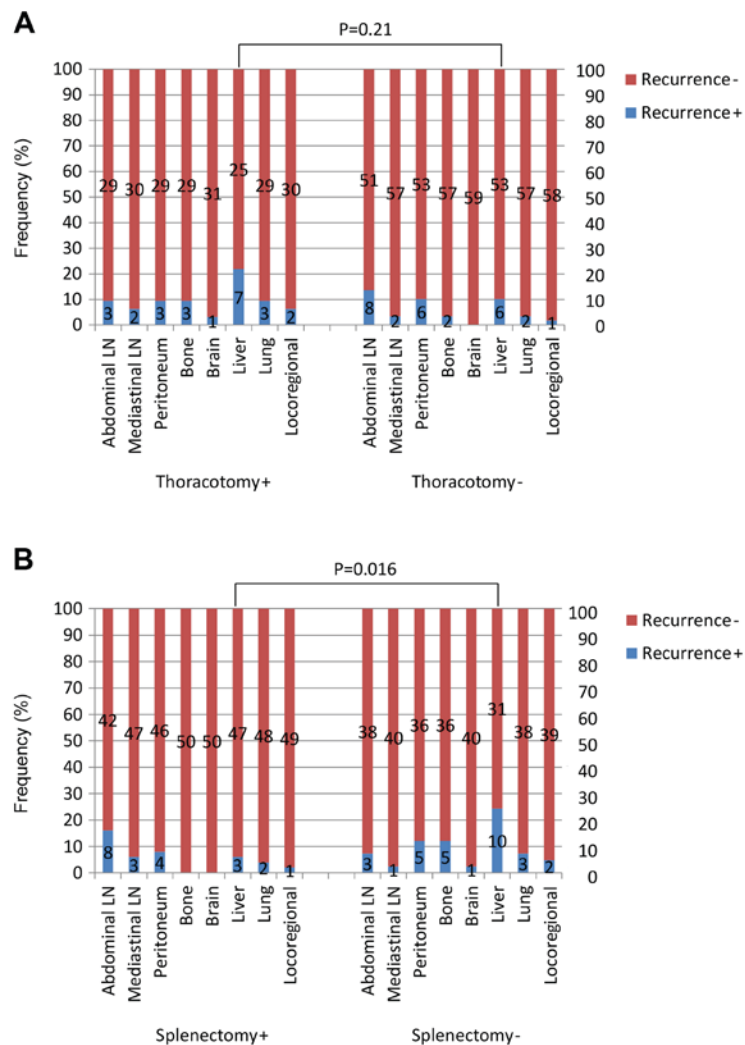 A
P=0.21
100 90 80 70 60 50 40 30 20 10 0
Frequency (%)
29 30 29 29 31 25 29 30
3 2 3 3 1 7 3 2
51 57 53 57 59 53 57 58
8 2 6 2 6 2 1
100 90 80 70 60 50 40 30 20 10 0
Recurrence-
Recurrence+
Abdominal LN
Mediastinal LN
Peritoneum
Bone
Brain
Liver
Lung
Locoregional
Abdominal LN
Mediastinal LN
Peritoneum
Bone
Brain
Liver
Lung
Locoregional
Thoracotomy+
Thoracotomy-
B
P=0.016
100 90 80 70 60 50 40 30 20 10 0
Frequency (%)
42 47 46 50 50 47 48 49
8 3 4 3 2 1
38 40 36 36 40 31 38 39
3 1 5 5 1 10 3 2
100 90 80 70 60 50 40 30 20 10 0
Recurrence-
Recurrence+
Abdominal LN
Mediastinal LN
Peritoneum
Bone
Brain
Liver
Lung
Locoregional
Abdominal LN
Mediastinal LN
Peritoneum
Bone
Brain
Liver
Lung
Locoregional
Splenectomy+
Splenectomy-